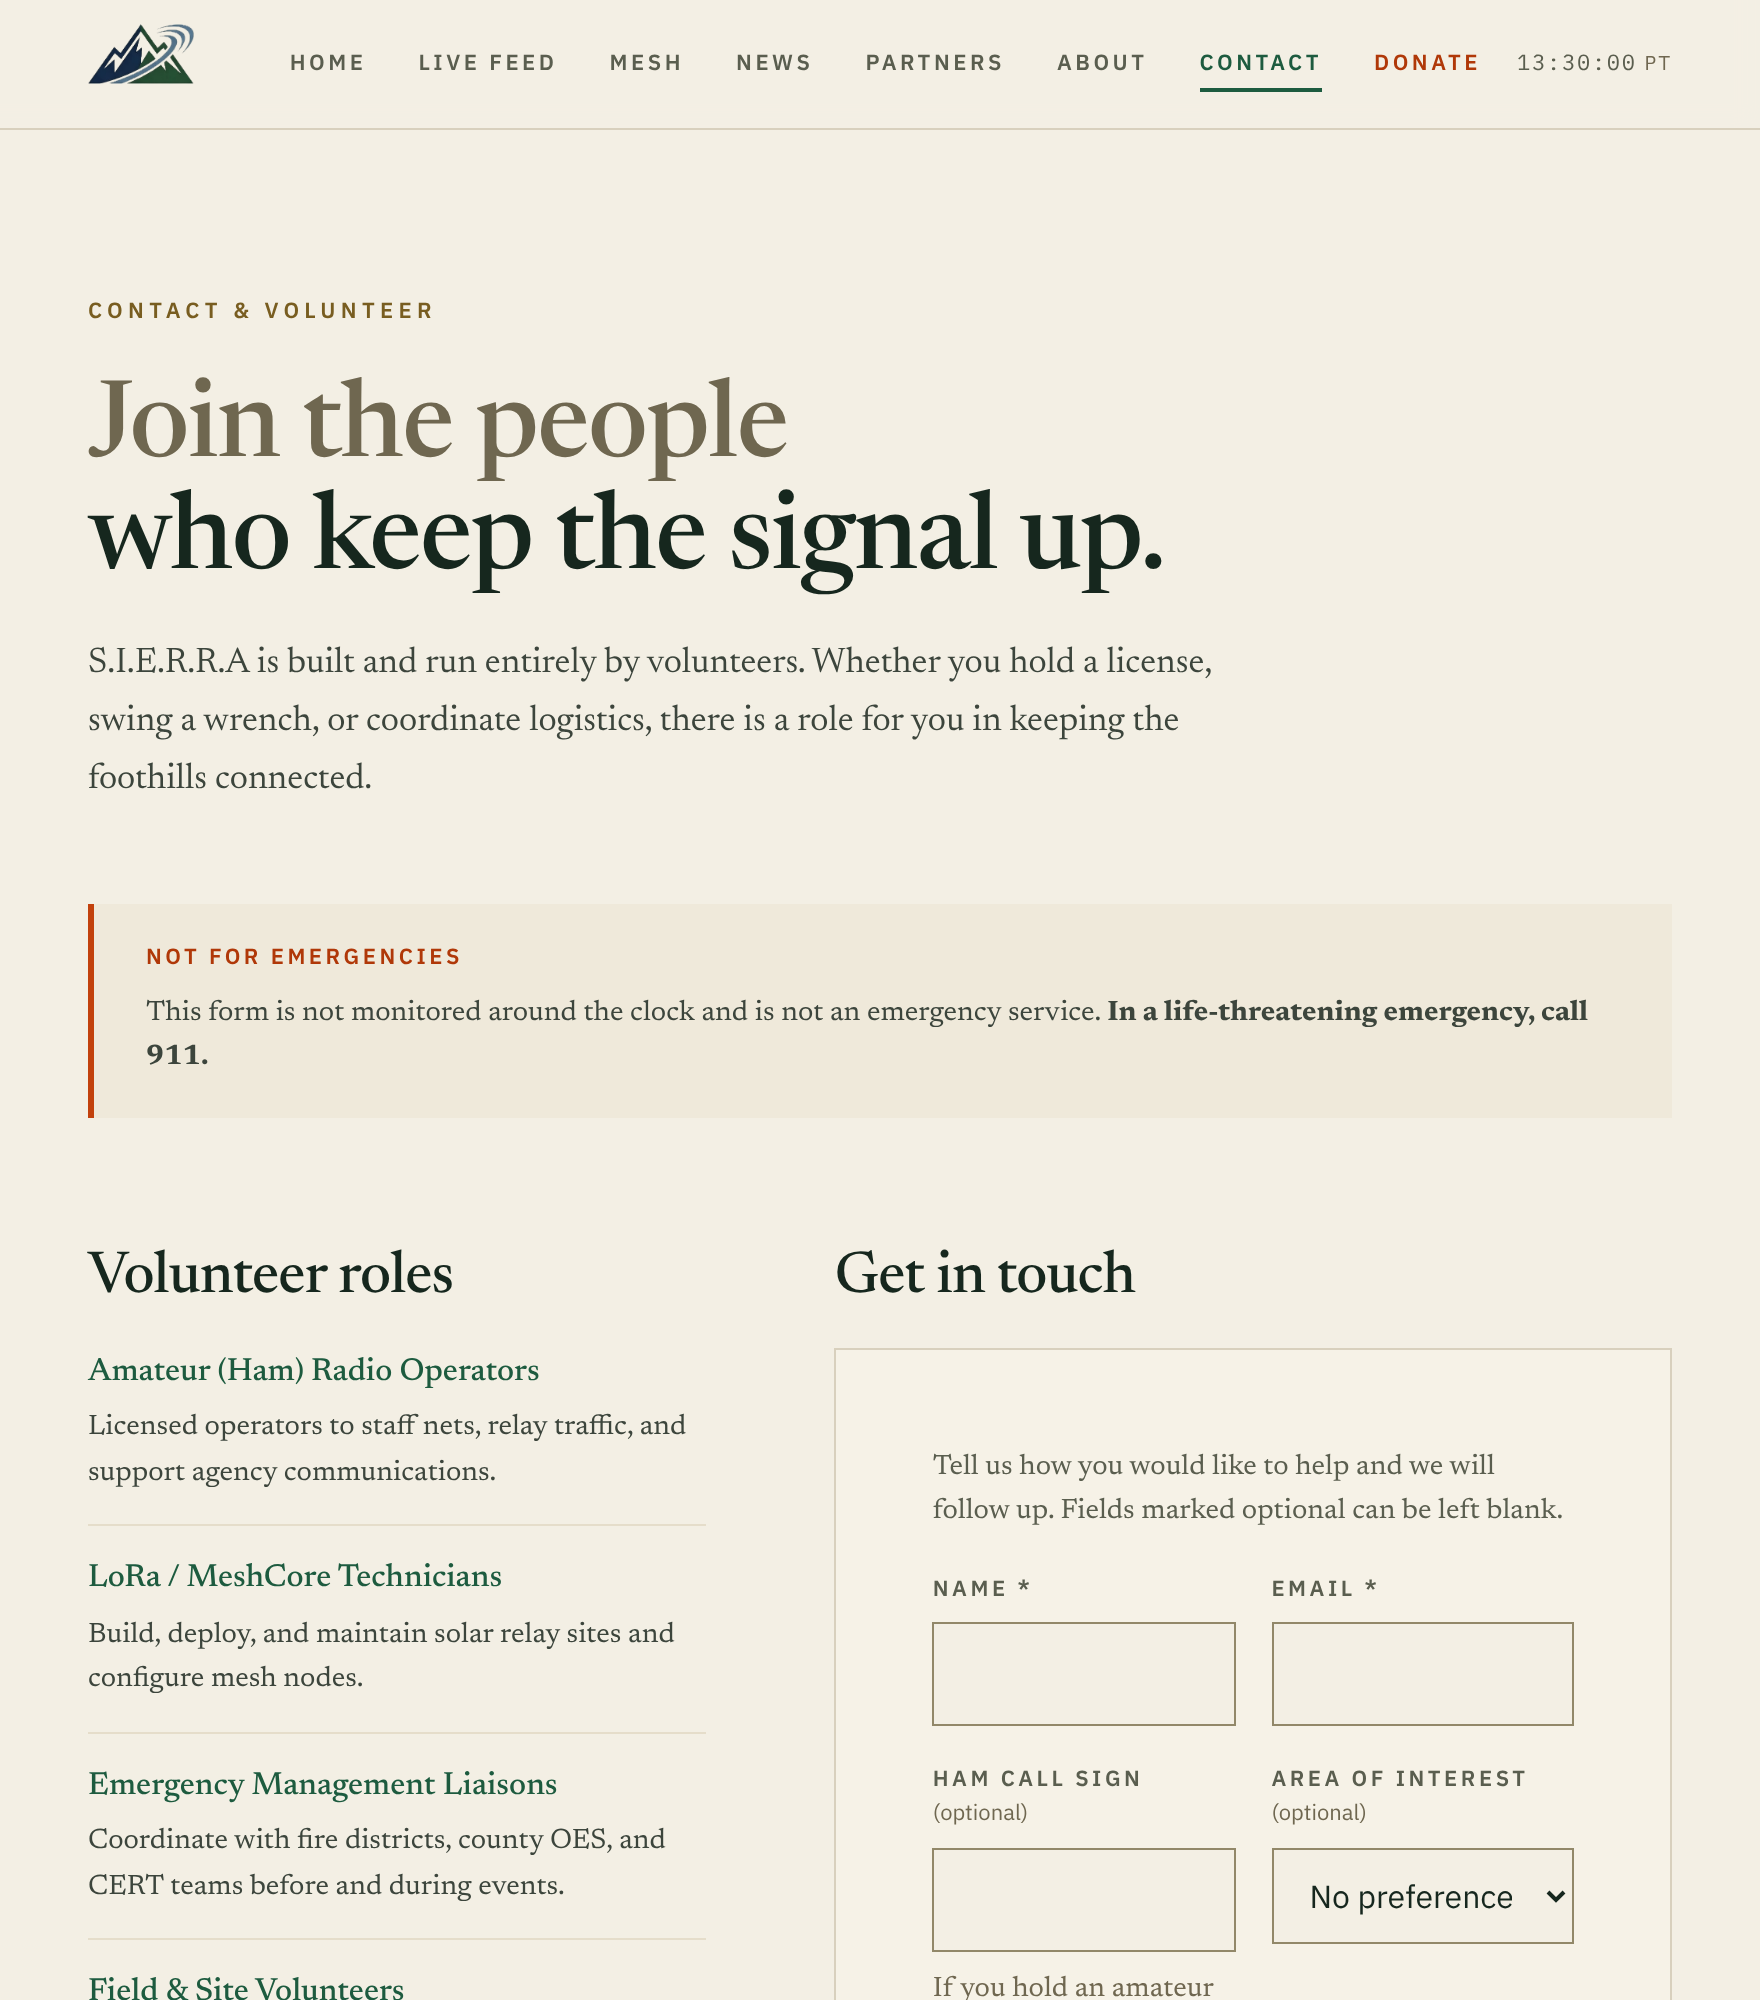 HOME LIVE FEED MESH NEWS PARTNERS ABOUT CONTACT DONATE 13:30:00 PT
CONTACT & VOLUNTEER
Join the people
who keep the signal up.
S.I.E.R.R.A is built and run entirely by volunteers. Whether you hold a license,
swing a wrench, or coordinate logistics, there is a role for you in keeping the
foothills connected.
NOT FOR EMERGENCIES
This form is not monitored around the clock and is not an emergency service. In a life-threatening emergency, call
911.
Volunteer roles
Amateur (Ham) Radio Operators
Licensed operators to staff nets, relay traffic, and
support agency communications.
LoRa / MeshCore Technicians
Build, deploy, and maintain solar relay sites and
configure mesh nodes.
Emergency Management Liaisons
Coordinate with fire districts, county OES, and
CERT teams before and during events.
Field & Site Volunteers
Get in touch
Tell us how you would like to help and we will
follow up. Fields marked optional can be left blank.
NAME *
EMAIL *
HAM CALL SIGN
(optional)
AREA OF INTEREST
(optional)
No preference
If you hold an amateur